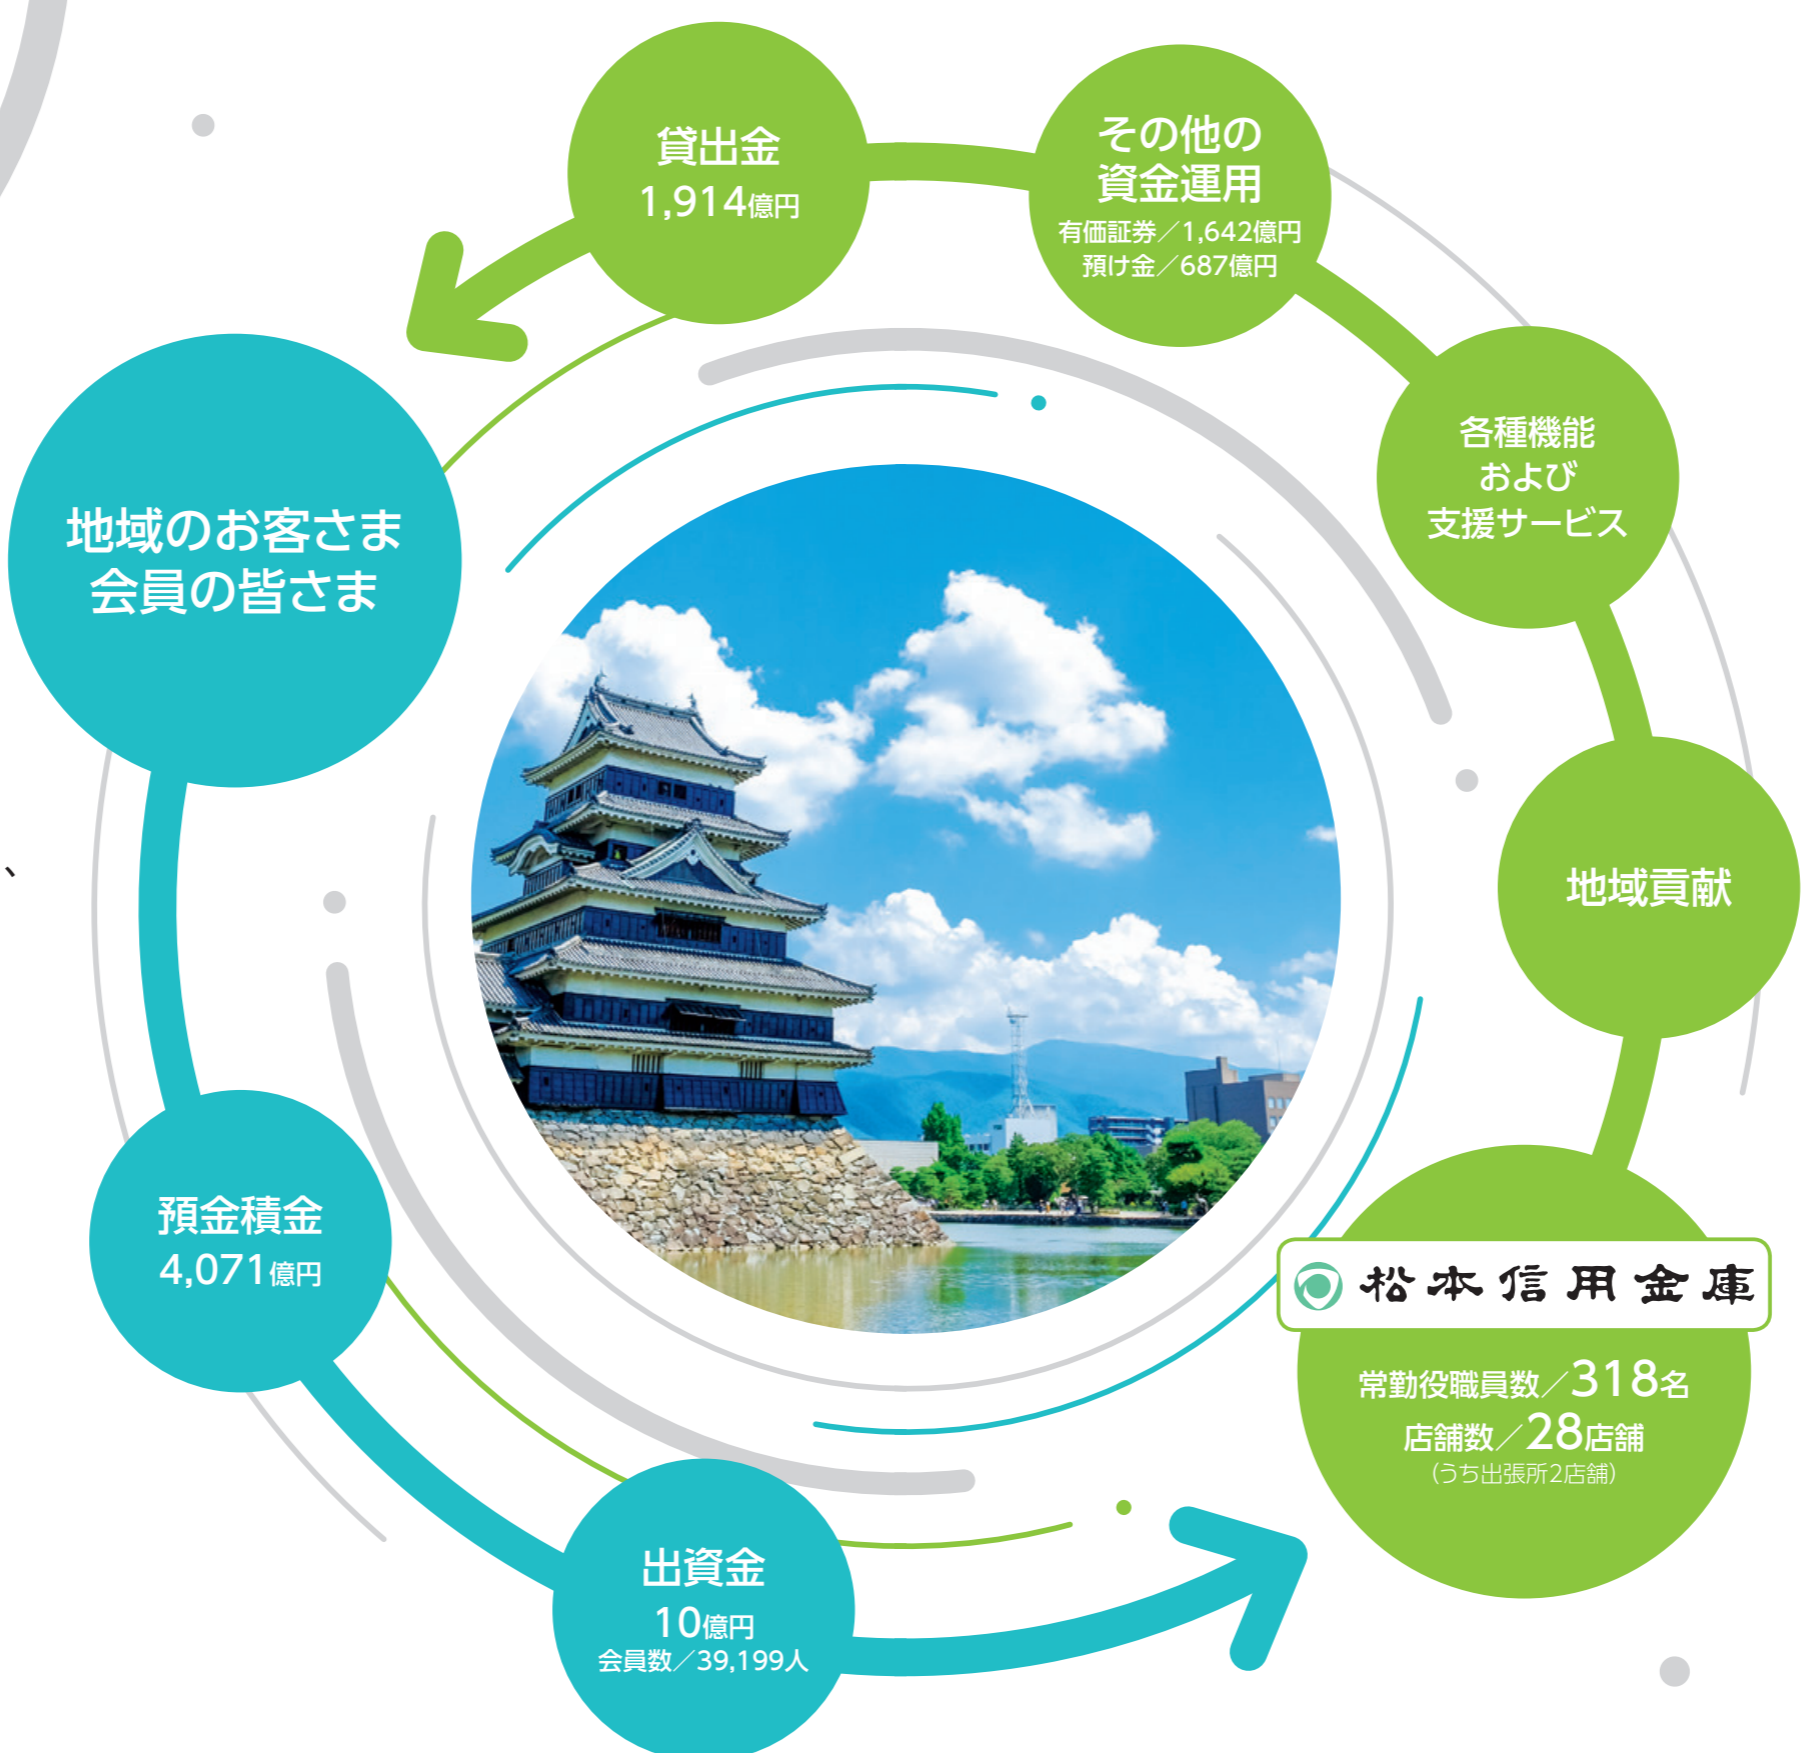 貸出金
1,914億円
その他の
資金運用
有価証券／1,642億円
預け金／687億円
各種機能
および
支援サービス
地域のお客さま
会員の皆さま
、
地域貢献
預金積金
4,071億円
松本信用金庫
常勤役職員数／318名
店舗数／28店舗
(うち出張所2店舗)
出資金
10億円
会員数／39,199人